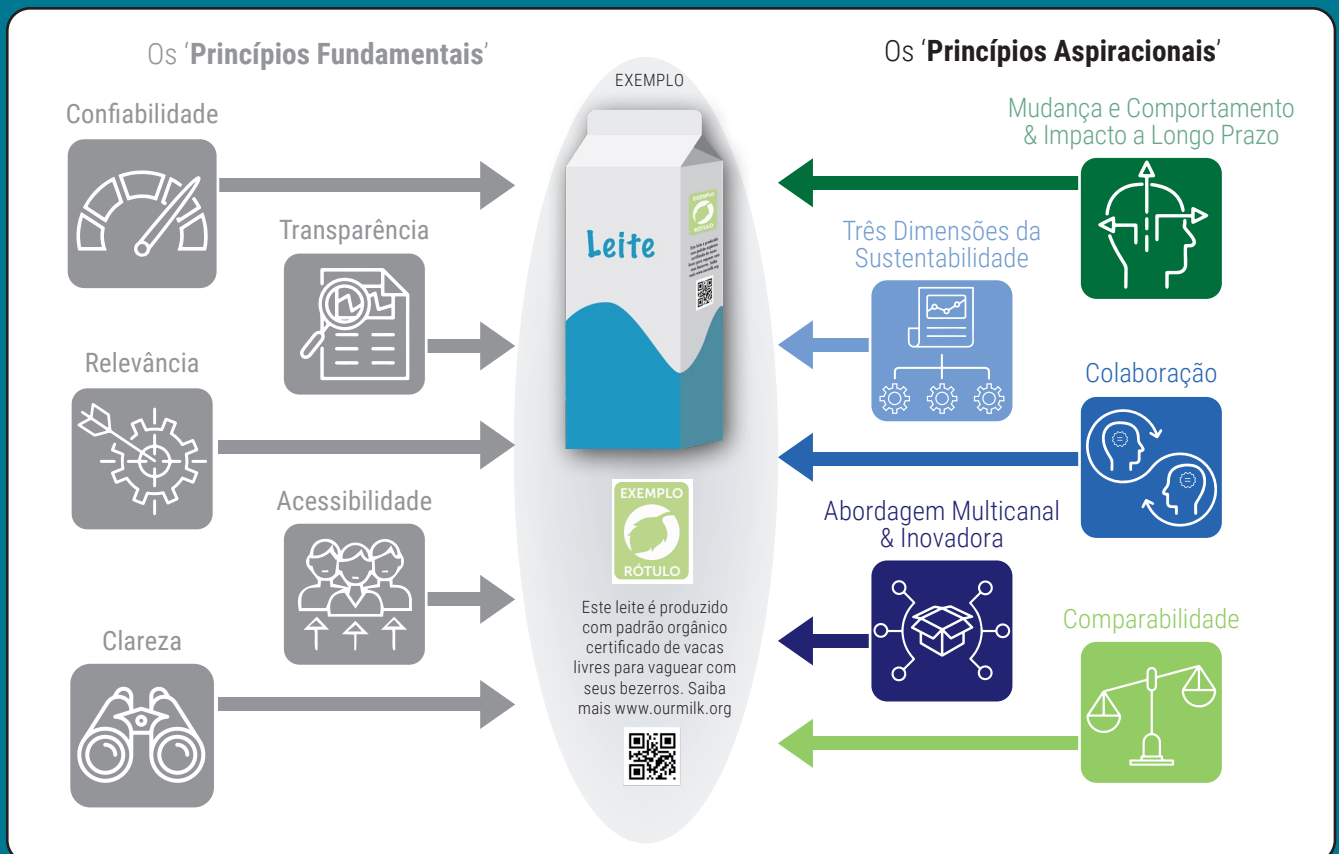 Os ‘Princípios Fundamentais’
Confiabilidade
Transparência
Relevância
Acessibilidade
Clareza
EXEMPLO
Leite
EXEMPLO
RÓTULO
EXEMPLO
RÓTULO
Este leite é produzido
com padrão orgânico
certificado de vacas
livres para vaguear com
seus bezerros. Saiba
mais www.ourmilk.org
Os ‘Princípios Aspiracionais’
Mudança e Comportamento
& Impacto a Longo Prazo
Três Dimensões da
Sustentabilidade
Colaboração
Abordagem Multicanal
& Inovadora
Comparabilidade